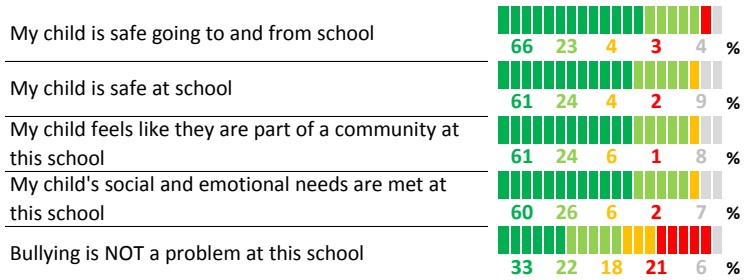 My child is safe going to and from school
66 23 4 3 4 %
My child is safe at school
61 24 4 2 9 %
My child feels like they are part of a community at
this school
61 24 6 1 8 %
My child's social and emotional needs are met at
this school
60 26 6 2 7 %
Bullying is NOT a problem at this school
33 22 18 21 6 %